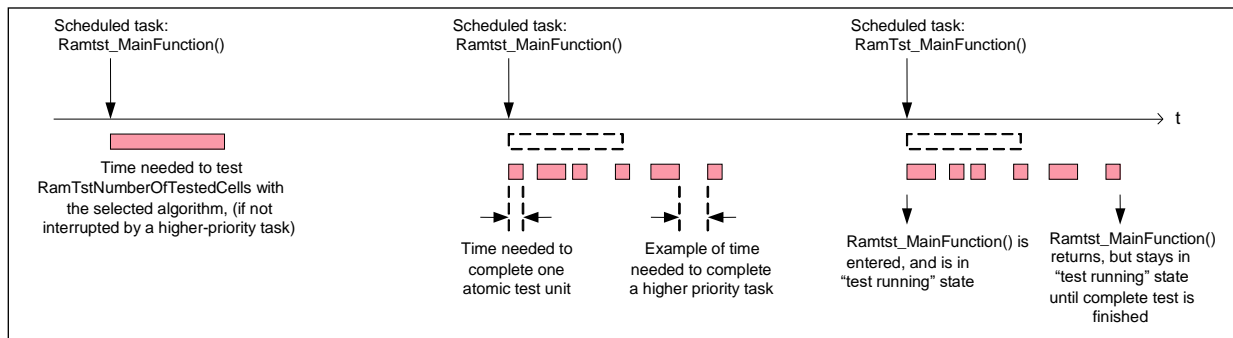 Scheduled task:
Ramtst_MainFunction()
Scheduled task:
Ramtst_MainFunction()
Scheduled task:
RamTst_MainFunction()
t
Time needed to test
RamTstNumberOfTestedCells with
the selected algorithm, (if not
interrupted by a higher-priority task)
Time needed to
complete one
atomic test unit
Example of time
needed to complete
a higher priority task
Ramtst_MainFunction() is
entered, and is in
“test running” state
Ramtst_MainFunction()
returns, but stays in
“test running” state
until complete test is
finished